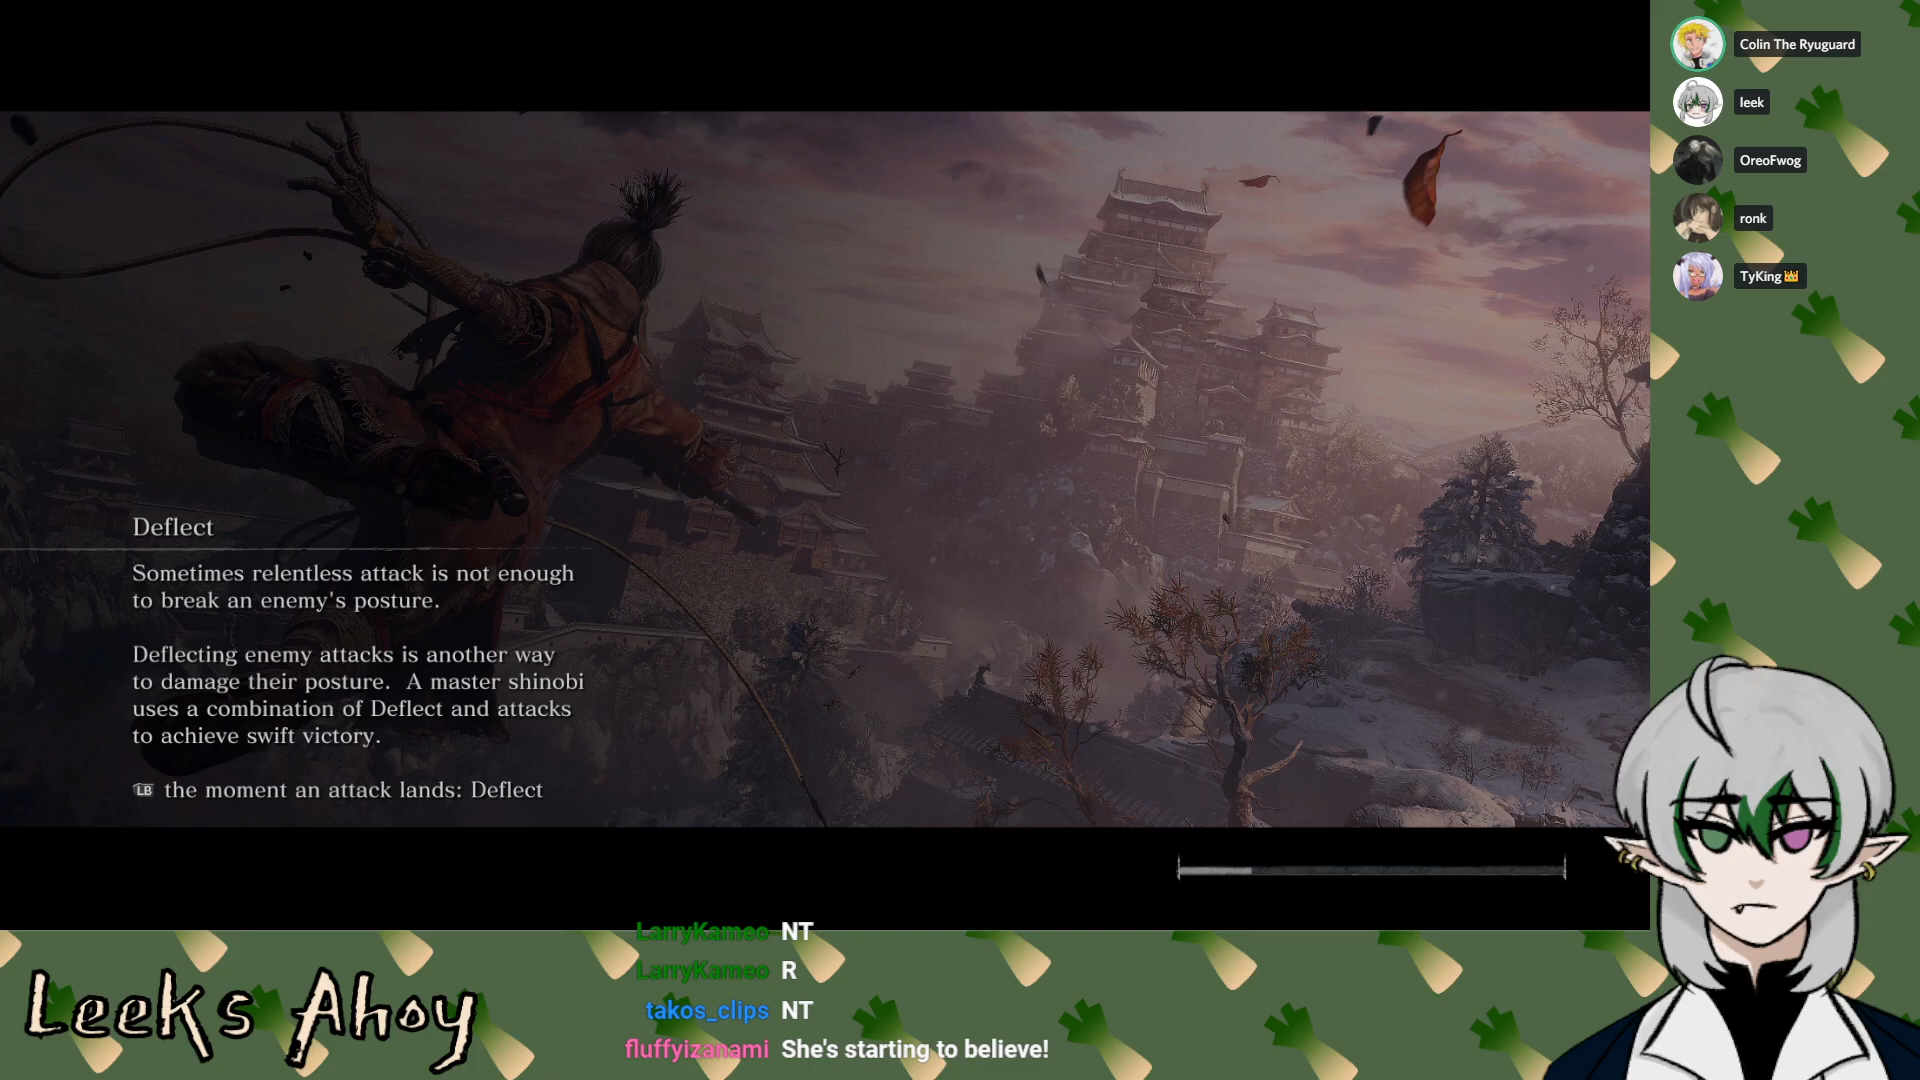 Colin The Ryuguard
leek
OreoFwog
ronk
TyKing👑
Deflect
Sometimes relentless attack is not enough
to break an enemy's posture.
Deflecting enemy attacks is another way
to damage their posture. A master shinobi
uses a combination of Deflect and attacks
to achieve swift victory.
LB the moment an attack lands: Deflect
LarryKameo NT
LarryKameo R
takos_clips NT
fluffyizanami She's starting to believe!
Leeks Ahoy